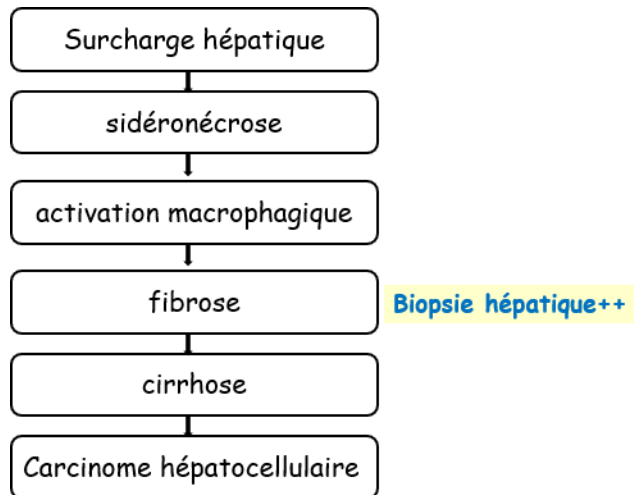 Surcharge hépatique
sidéronécrose
activation macrophagique
fibrose
Biopsie hépatique++
cirrhose
Carcinome hépatocellulaire